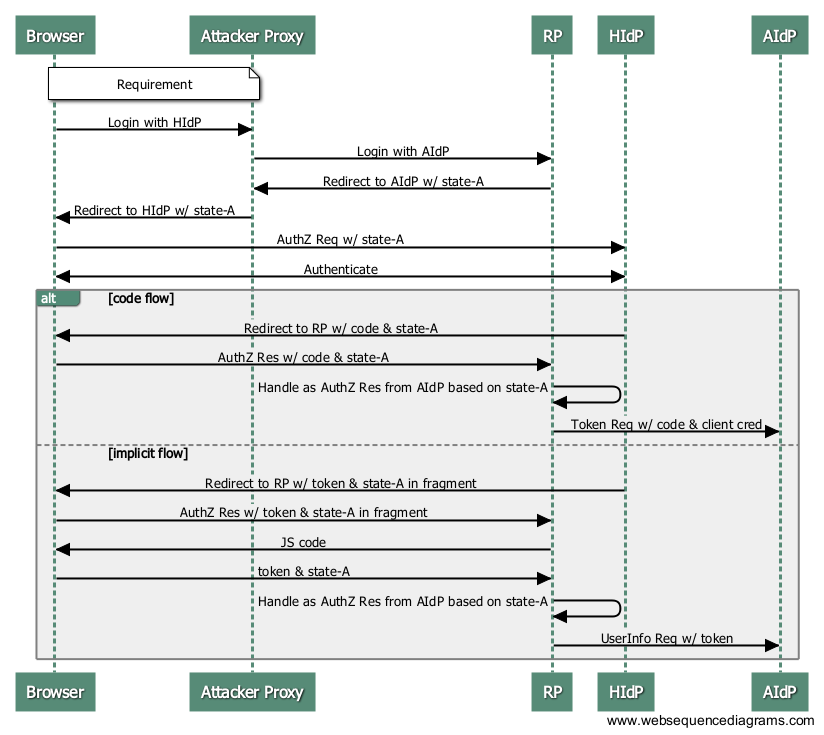 Browser Attacker Proxy RP HIdP AIdP
Requirement
Login with HIdP
Login with AIdP
Redirect to AIdP w/ state-A
Redirect to HIdP w/ state-A
AuthZ Req w/ state-A
Authenticate
alt [code flow]
Redirect to RP w/ code & state-A
AuthZ Res w/ code & state-A
Handle as AuthZ Res from AIdP based on state-A
Token Req w/ code & client cred
[implicit flow]
Redirect to RP w/ token & state-A in fragment
AuthZ Res w/ token & state-A in fragment
JS code
token & state-A
Handle as AuthZ Res from AIdP based on state-A
UserInfo Req w/ token
Browser Attacker Proxy RP HIdP AIdP
www.websequencediagrams.com